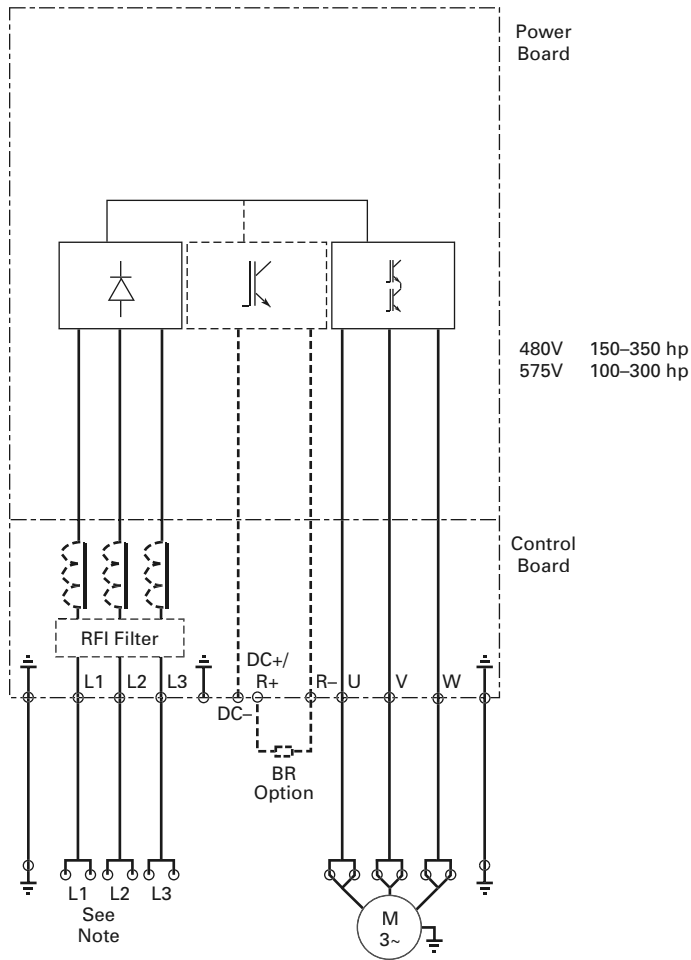 Power
Board
480V 150–350 hp
575V 100–300 hp
Control
Board
RFI Filter
L1 L2 L3
DC+/
R+
R– U V W
DC–
BR
Option
L1 L2 L3
See
Note
M
3~